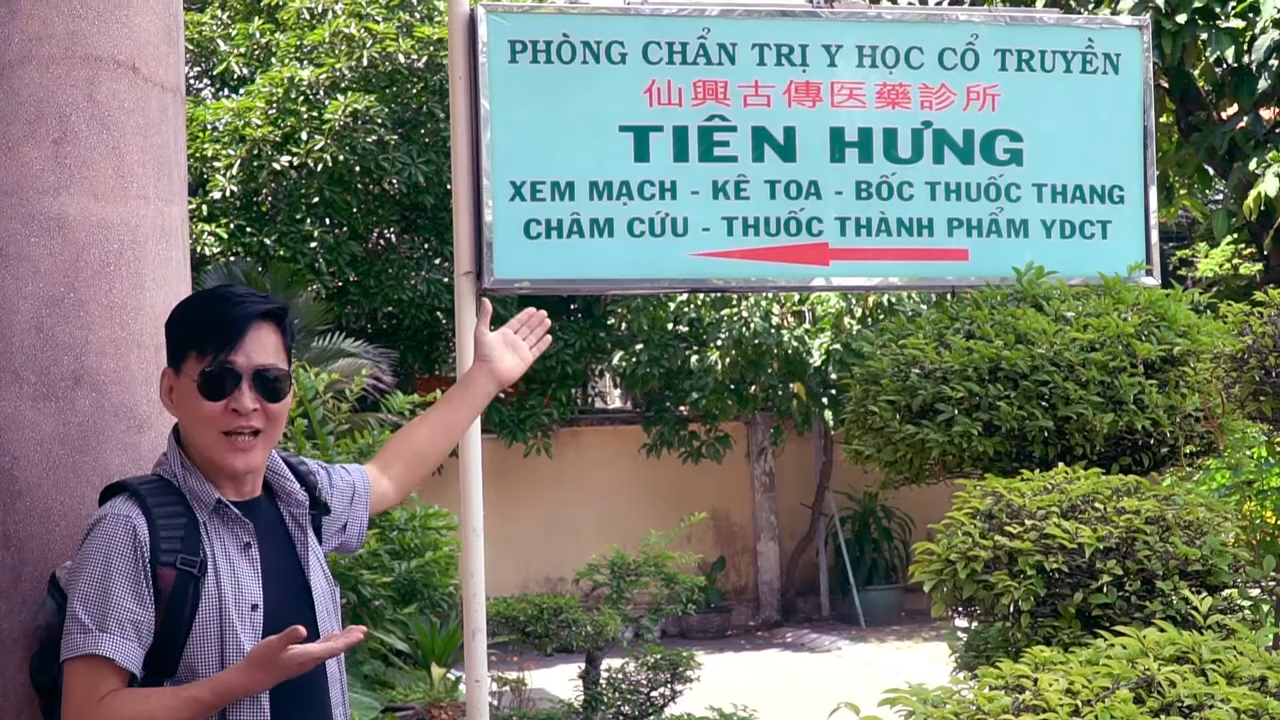 PHÒNG CHẨN TRỊ Y HỌC CỔ TRUYỀN
仙興古傳医藥診所
TIÊN HƯNG
XEM MẠCH - KÊ TOA - BỐC THUỐC THANG
CHÂM CỨU - THUỐC THÀNH PHẨM YDCT